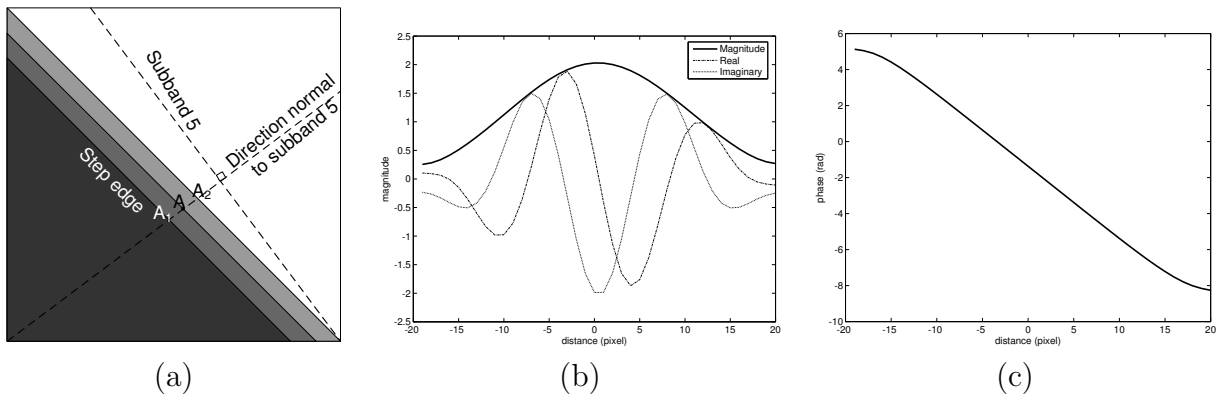 Subband 5
Direction normal
to subband 5
Step edge
A₁
A
A₂
(a)
2.5
2
1.5
1
0.5
0
-0.5
-1
-1.5
-2
2.5
magnitude
-20 -15 -10 -5 0 5 10 15 20
distance (pixel)
Magnitude
Real
Imaginary
(b)
6
4
2
0
-2
-4
-6
-8
-10
phase (rad)
-20 -15 -10 -5 0 5 10 15 20
distance (pixel)
(c)